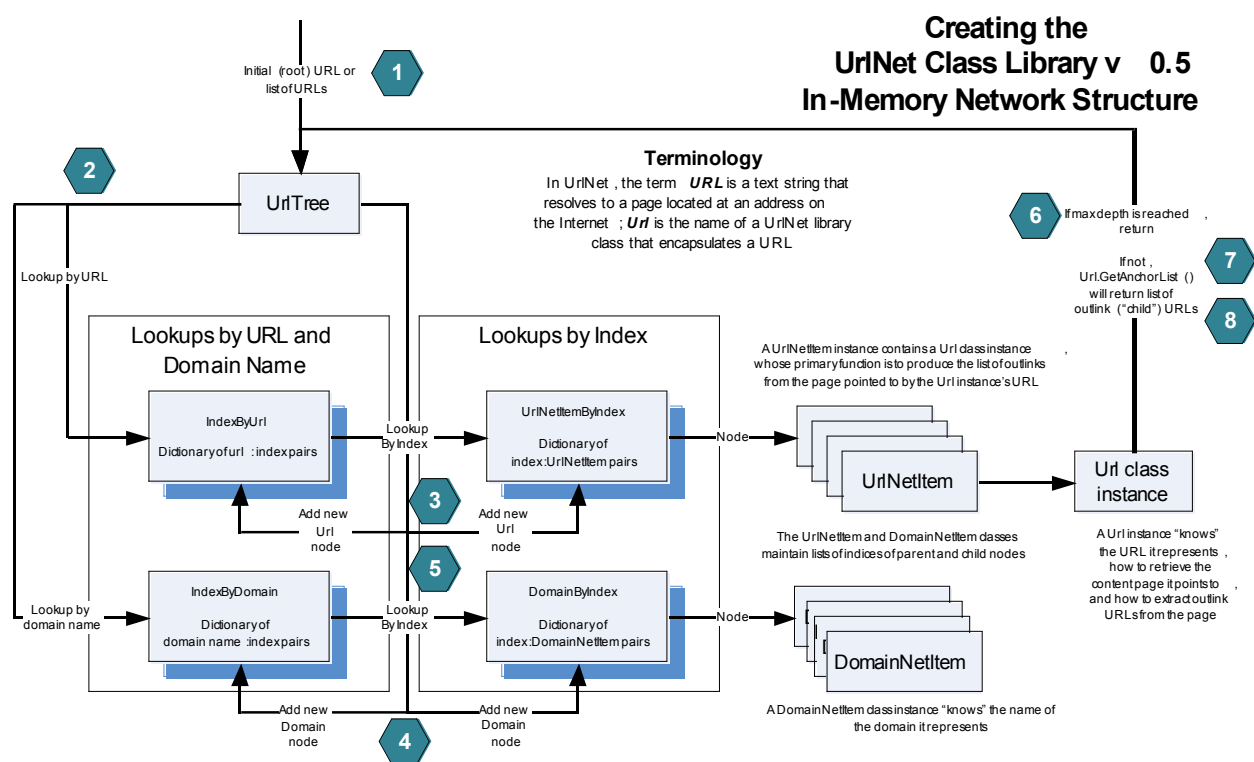 Creating the
UrlNet Class Library v 0.5
In-Memory Network Structure
1
Initial (root) URL or
list of URLs
2
UrlTree
Terminology
In UrlNet , the term URL is a text string that
resolves to a page located at an address on
the Internet ; Url is the name of a UrlNet library
class that encapsulates a URL
6
If max depth is reached ,
return
7
If not ,
Url.GetAnchorList ()
will return list of
outlink (“child”) URLs
8
Lookup by URL
Lookups by URL and
Domain Name
Lookups by Index
A UrlNetItem instance contains a Url class instance ,
whose primary function is to produce the list of outlinks
from the page pointed to by the Url instance’s URL
IndexByUrl
Dictionary of url : index pairs
Lookup
By Index
UrlNetItemByIndex
Dictionary of
index:UrlNetItem pairs
Node
UrlNetItem
Url class
instance
3
Add new
Url
node
Add new
Url
node
The UrlNetItem and DomainNetItem classes
maintain lists of indices of parent and child nodes
A Url instance “knows”
the URL it represents ,
how to retrieve the
content page it points to ,
and how to extract outlink
URLs from the page
5
Lookup by
domain name
IndexByDomain
Dictionary of
domain name : index pairs
Lookup
By Index
DomainByIndex
Dictionary of
index:DomainNetItem pairs
Node
DomainNetItem
Add new
Domain
node
4
Add new
Domain
node
A DomainNetItem class instance “knows” the name of
the domain it represents